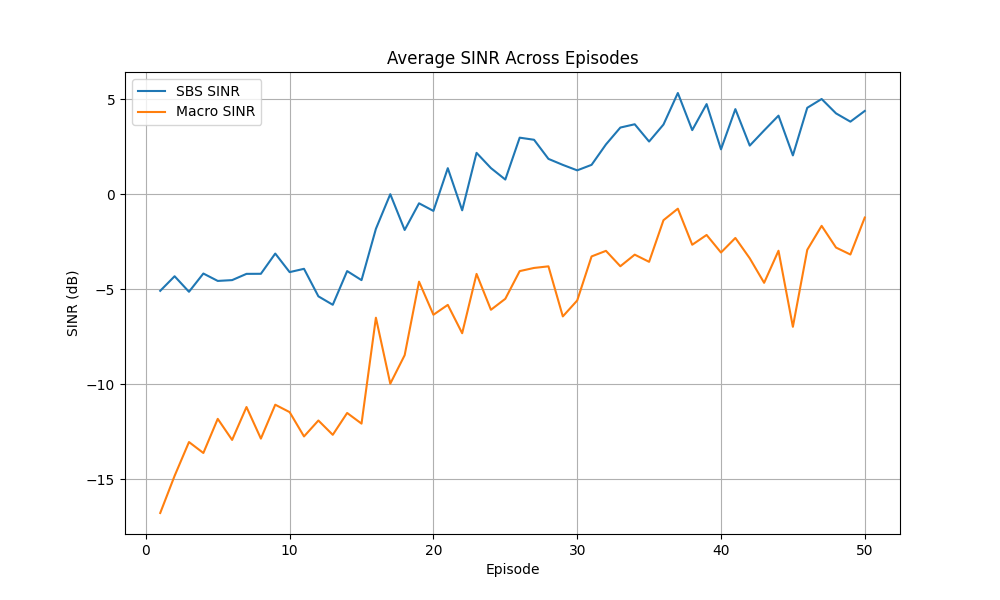 Average SINR Across Episodes
SBS SINR
Macro SINR
5
0
−5
−10
−15
SINR (dB)
0 10 20 30 40 50
Episode